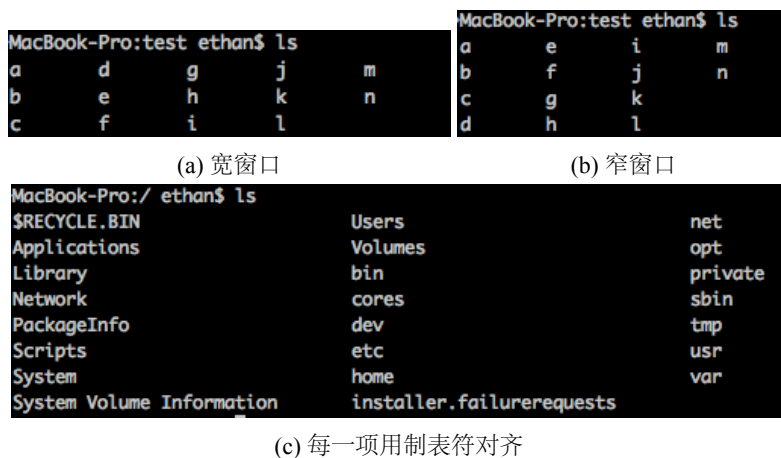 MacBook-Pro:test ethan$ ls
a d g j m
b e h k n
c f i l
(a) 宽窗口
MacBook-Pro:test ethan$ ls
a e i m
b f j n
c g k
d h l
(b) 窄窗口
MacBook-Pro:/ ethan$ ls
$RECYCLE.BIN Users net
Applications Volumes opt
Library bin private
Network cores sbin
PackageInfo dev tmp
Scripts etc usr
System home var
System Volume Information installer.failurerequests
(c) 每一项用制表符对齐